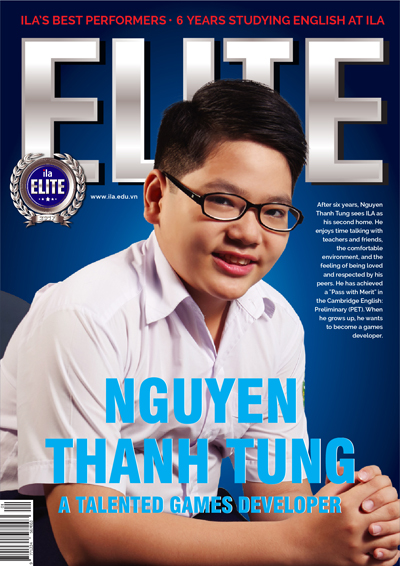 ILA'S BEST PERFORMERS · 6 YEARS STUDYING ENGLISH AT ILA
ELITE
ila
ELITE
www.ila.edu.vn
After six years, Nguyen
Thanh Tung sees ILA as
his second home. He
enjoys time talking with
teachers and friends,
the comfortable
environment, and the
feeling of being loved
and respected by his
peers. He has achieved
a "Pass with Merit" in
the Cambridge English:
Preliminary (PET). When
he grows up, he wants
to become a games
developer.
NGUYEN
THANH TUNG
A TALENTED GAMES DEVELOPER